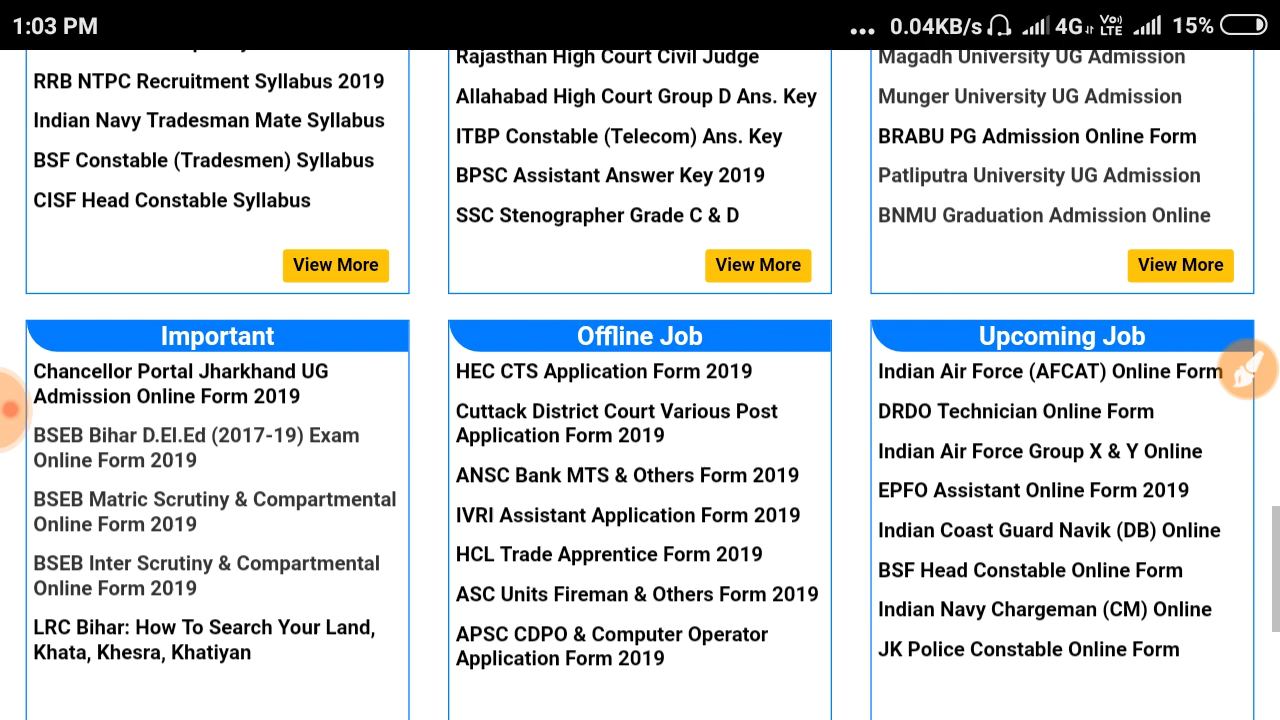 1:03 PM
... 0.04KB/s 4G Vo) LTE 15%
RRB NTPC Recruitment Syllabus 2019
Indian Navy Tradesman Mate Syllabus
BSF Constable (Tradesmen) Syllabus
CISF Head Constable Syllabus
View More
Rajasthan High Court Civil Judge
Allahabad High Court Group D Ans. Key
ITBP Constable (Telecom) Ans. Key
BPSC Assistant Answer Key 2019
SSC Stenographer Grade C & D
View More
Magadh University UG Admission
Munger University UG Admission
BRABU PG Admission Online Form
Patliputra University UG Admission
BNMU Graduation Admission Online
View More
Important
Chancellor Portal Jharkhand UG
Admission Online Form 2019
BSEB Bihar D.El.Ed (2017-19) Exam
Online Form 2019
BSEB Matric Scrutiny & Compartmental
Online Form 2019
BSEB Inter Scrutiny & Compartmental
Online Form 2019
LRC Bihar: How To Search Your Land,
Khata, Khesra, Khatiyan
Offline Job
HEC CTS Application Form 2019
Cuttack District Court Various Post
Application Form 2019
ANSC Bank MTS & Others Form 2019
IVRI Assistant Application Form 2019
HCL Trade Apprentice Form 2019
ASC Units Fireman & Others Form 2019
APSC CDPO & Computer Operator
Application Form 2019
Upcoming Job
Indian Air Force (AFCAT) Online Form
DRDO Technician Online Form
Indian Air Force Group X & Y Online
EPFO Assistant Online Form 2019
Indian Coast Guard Navik (DB) Online
BSF Head Constable Online Form
Indian Navy Chargeman (CM) Online
JK Police Constable Online Form